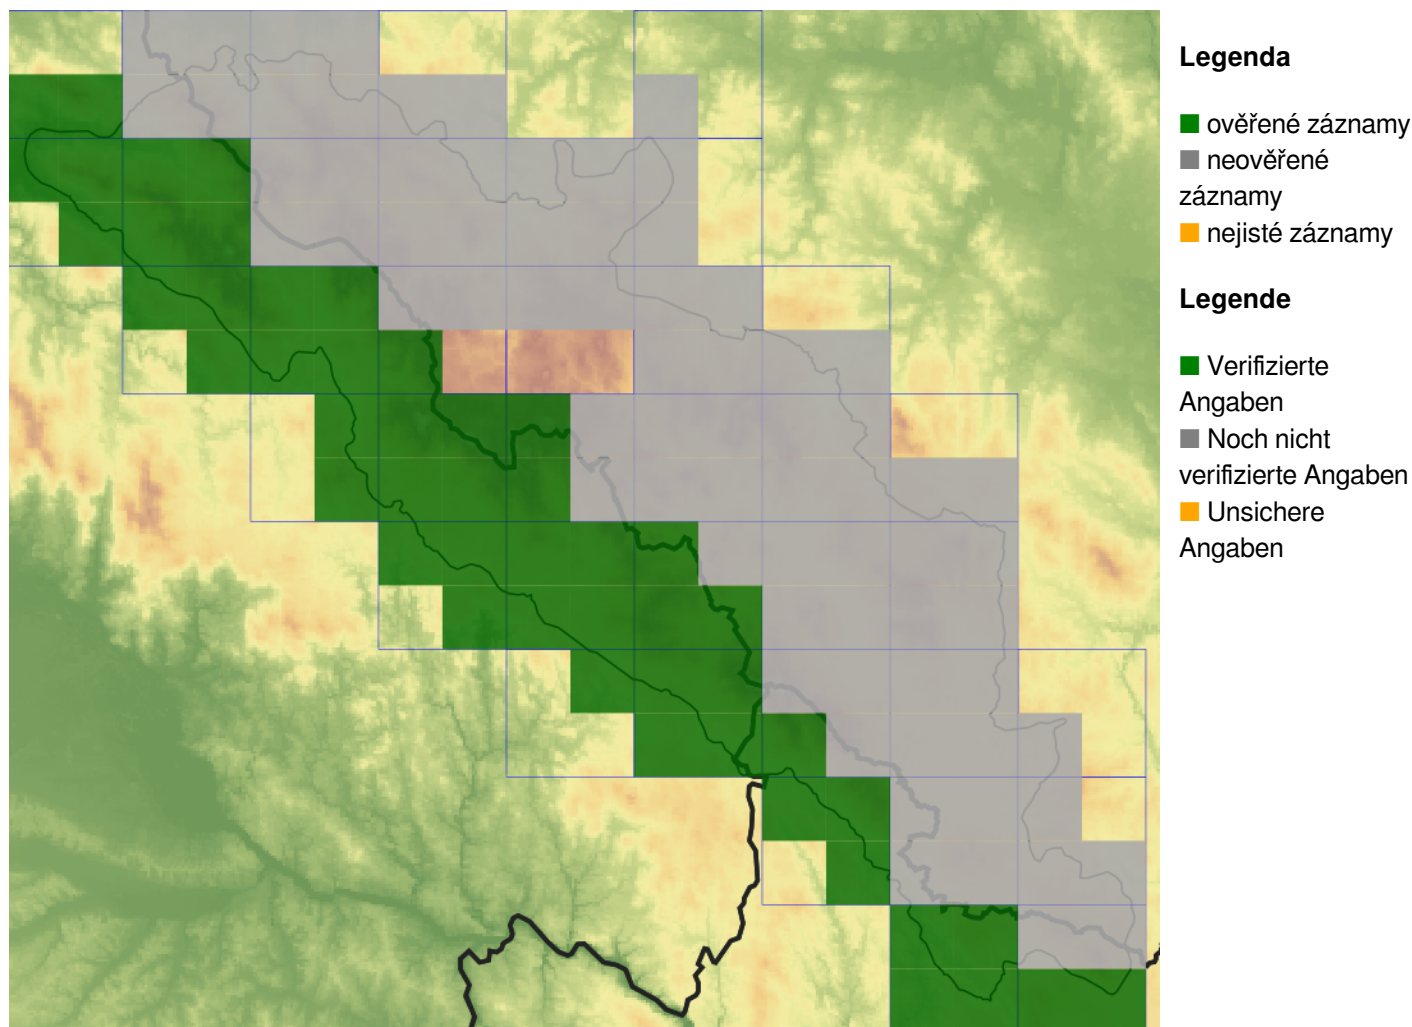 Legenda
ověřené záznamy
neověřené
záznamy
nejisté záznamy
Legende
Verifizierte
Angaben
Noch nicht
verifizierte Angaben
Unsichere
Angaben